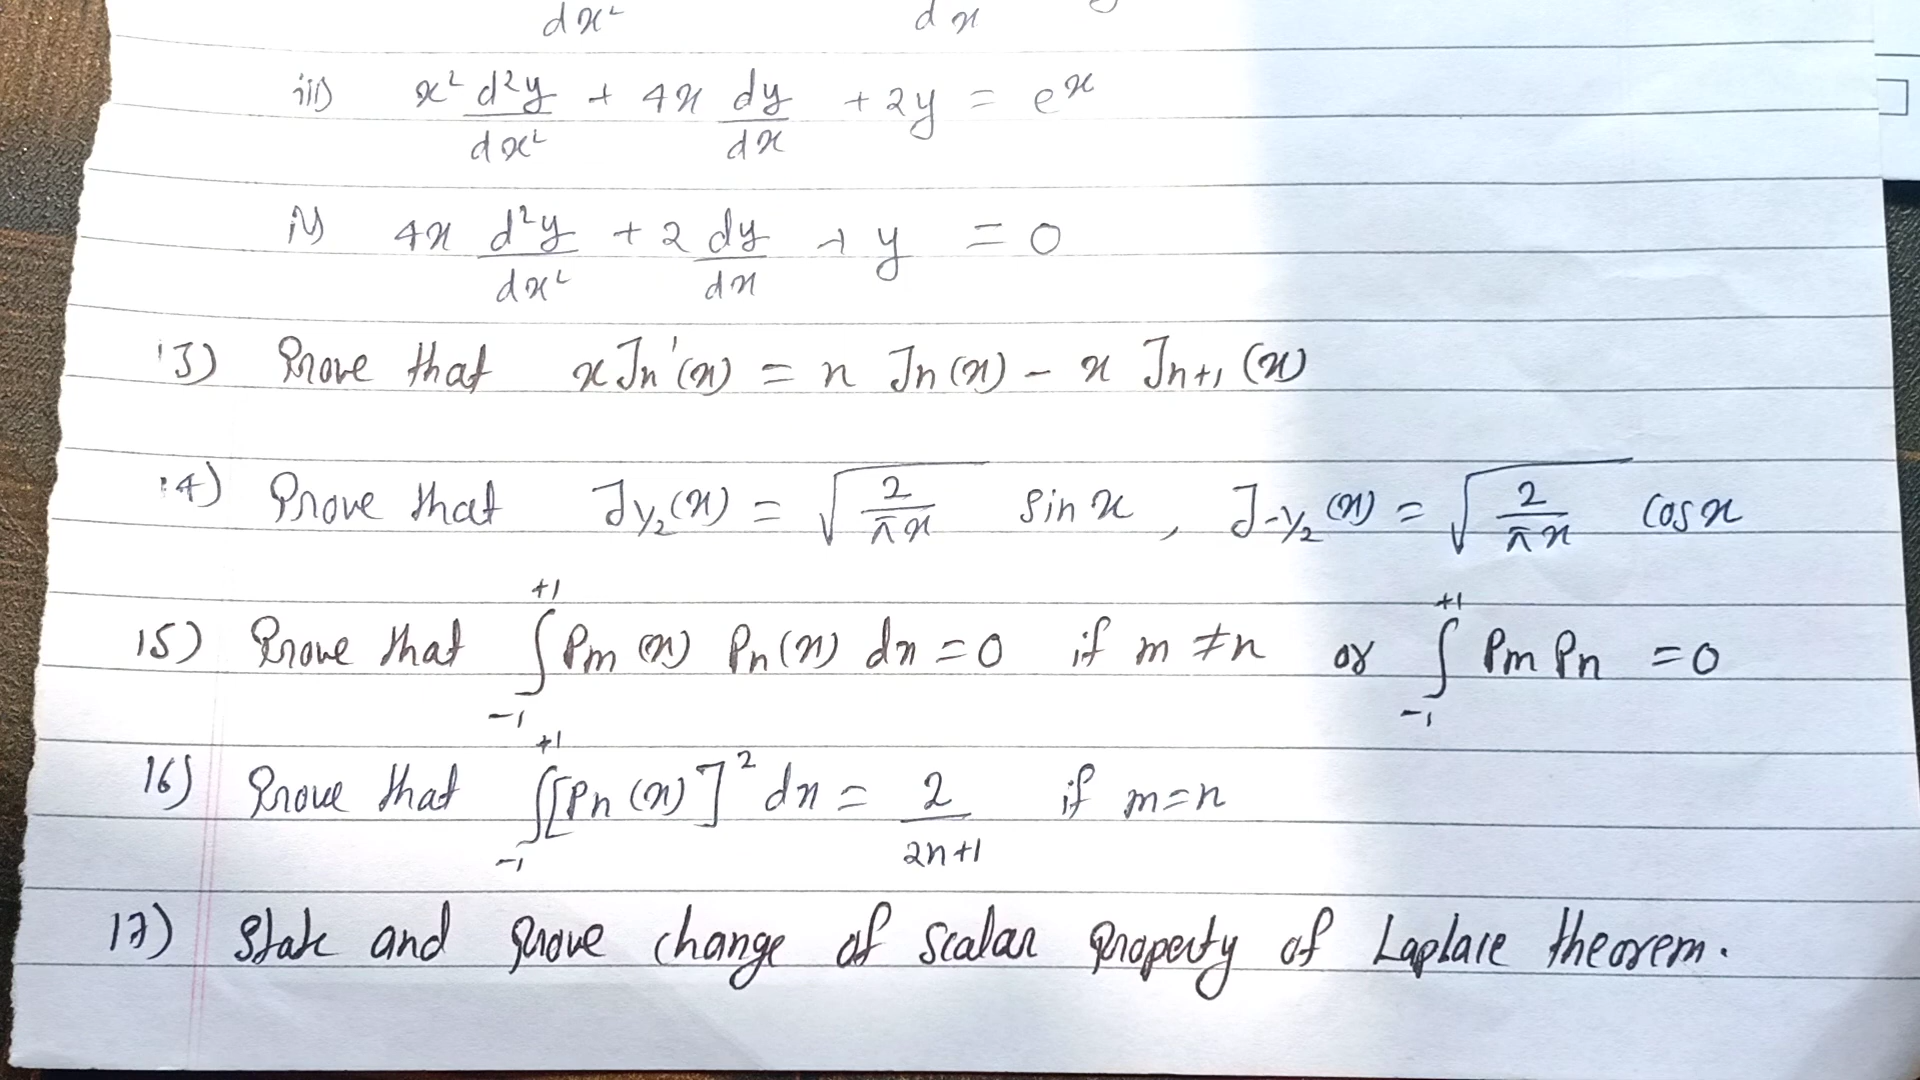 dx² dx
iii) x² d²y/dx² + 4x dy/dx + 2y = eˣ
iv) 4x d²y/dx² + 2 dy/dx + y = 0
13) Prove that x Jn'(x) = n Jn(x) - x Jn+1 (x)
14) Prove that J½(x) = √(2/πx) sin x , J-½(x) = √(2/πx) cos x
15) Prove that ∫₋₁⁺¹ Pm(x) Pn(x) dx = 0 if m ≠ n or ∫₋₁⁺¹ Pm Pn = 0
16) Prove that ∫₋₁⁺¹ [Pn(x)]² dx = 2/2n+1 if m=n
17) State and prove change of scalar property of Laplace theorem.